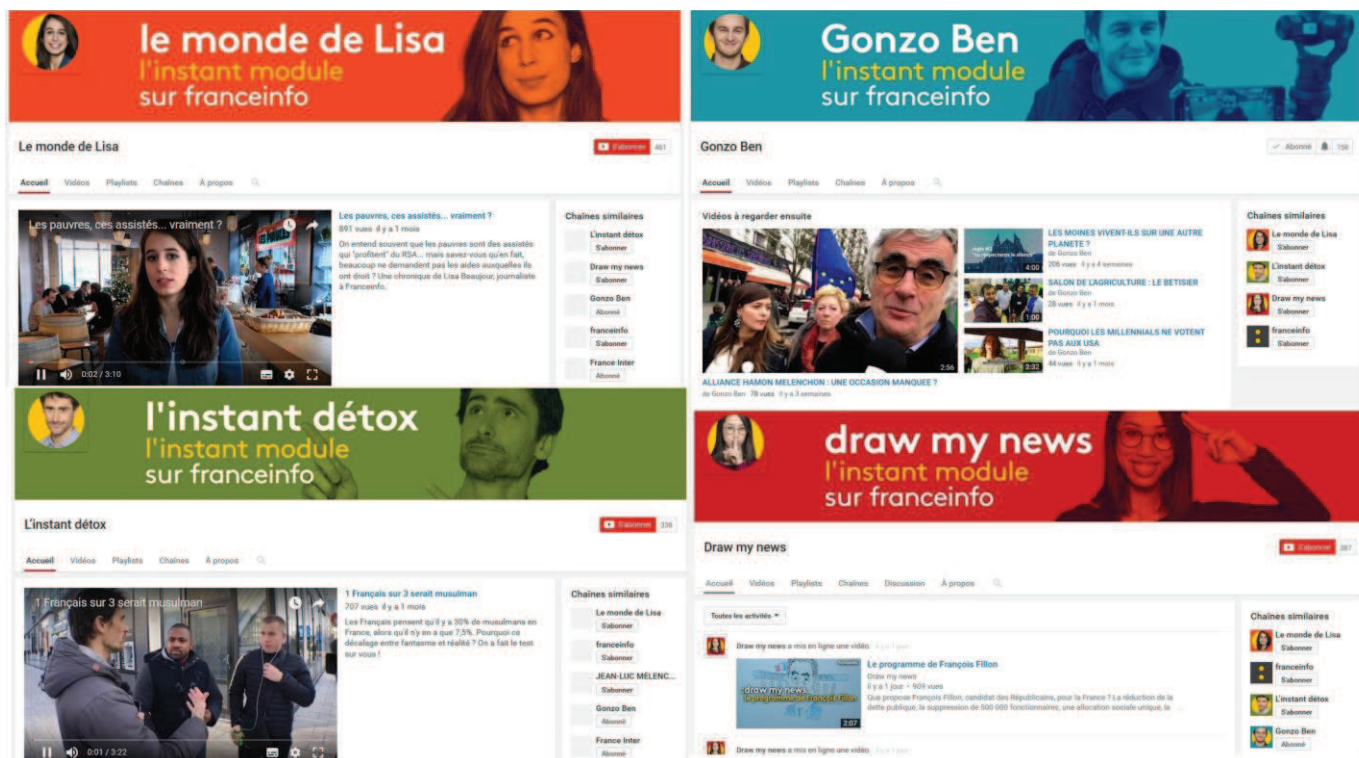 le monde de Lisa
l'instant module
sur franceinfo
Le monde de Lisa
S'abonner 461
Accueil Vidéos Playlists Chaînes À propos
Les pauvres, ces assistés... vraiment ?
0:02 / 3:10
Les pauvres, ces assistés... vraiment ?
891 vues il y a 1 mois
On entend souvent que les pauvres sont des assistés
qui "profitent" du RSA... mais savez-vous qu'en fait,
beaucoup ne demandent pas les aides auxquelles ils
ont droit ? Une chronique de Lisa Beaujour, journaliste
à Franceinfo.
Chaînes similaires
L'instant détox
S'abonner
Draw my news
S'abonner
Gonzo Ben
Abonné
franceinfo
S'abonner
France Inter
Abonné
Gonzo Ben
l'instant module
sur franceinfo
Gonzo Ben
Abonné 158
Accueil Vidéos Playlists Chaînes À propos
Vidéos à regarder ensuite
2:56
ALLIANCE HAMON MELENCHON : UNE OCCASION MANQUEE ?
de Gonzo Ben 78 vues il y a 3 semaines
4:00
LES MOINES VIVENT-ILS SUR UNE AUTRE
PLANETE ?
de Gonzo Ben
206 vues il y a 4 semaines
1:00
SALON DE L'AGRICULTURE : LE BETISIER
de Gonzo Ben
28 vues il y a 1 mois
3:32
POURQUOI LES MILLENNIALS NE VOTENT
PAS AUX USA
de Gonzo Ben
44 vues il y a 1 mois
Chaînes similaires
Le monde de Lisa
S'abonner
L'instant détox
S'abonner
Draw my news
S'abonner
franceinfo
S'abonner
l'instant détox
l'instant module
sur franceinfo
L'instant détox
S'abonner 336
Accueil Vidéos Playlists Chaînes À propos
1 Français sur 3 serait musulman
0:01 / 3:22
1 Français sur 3 serait musulman
707 vues il y a 1 mois
Les Français pensent qu'il y a 30% de musulmans en
France, alors qu'il n'y en a que 7,5%. Pourquoi ce
décalage entre fantasme et réalité ? On a fait le test
sur vous !
Chaînes similaires
Le monde de Lisa
S'abonner
franceinfo
S'abonner
JEAN-LUC MÉLENC...
S'abonner
Gonzo Ben
Abonné
France Inter
Abonné
draw my news
l'instant module
sur franceinfo
Draw my news
S'abonner 387
Accueil Vidéos Playlists Chaînes Discussion À propos
Toutes les activités
Draw my news a mis en ligne une vidéo. il y a 1 jour
draw my news
Le programme de François Fillon
2:07
Le programme de François Fillon
Draw my news
il y a 1 jour • 909 vues
Que propose François Fillon, candidat des Républicains, pour la France ? La réduction de la
dette publique, la suppression de 500 000 fonctionnaires, une allocation sociale unique, la ...
Draw my news a mis en ligne une vidéo. il y a 1 jour
Chaînes similaires
Le monde de Lisa
S'abonner
franceinfo
S'abonner
L'instant détox
S'abonner
Gonzo Ben
Abonné